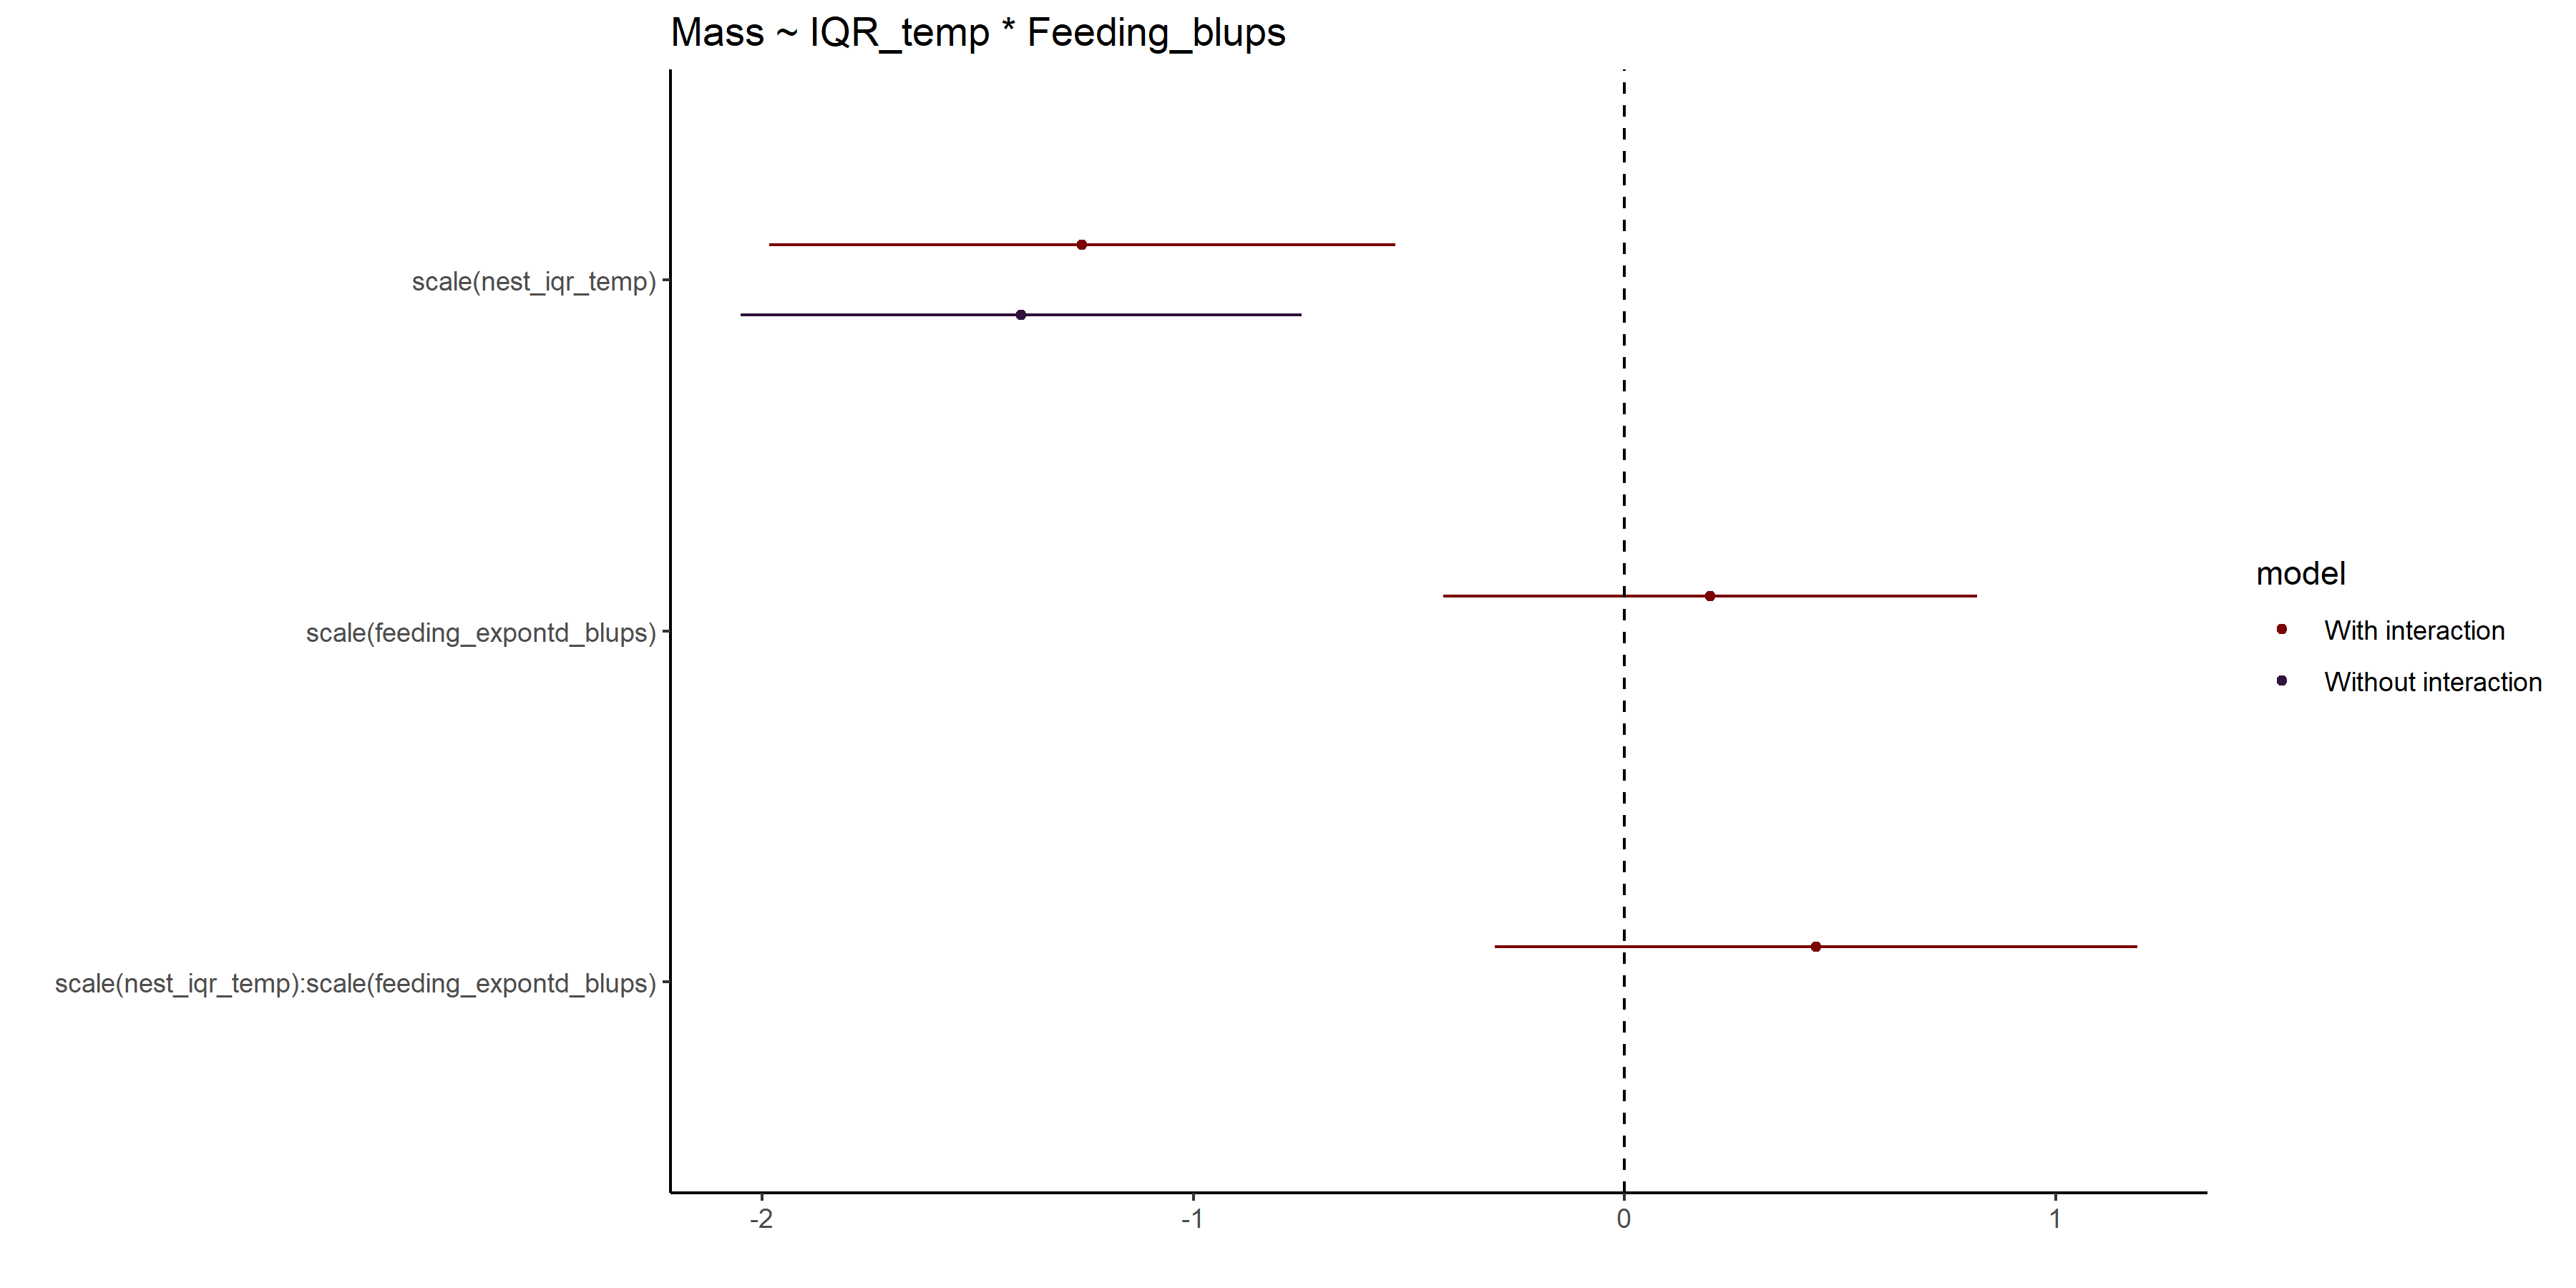 Mass ~ IQR_temp * Feeding_blups
scale(nest_iqr_temp)
scale(feeding_expontd_blups)
scale(nest_iqr_temp):scale(feeding_expontd_blups)
-2
-1
0
1
model
With interaction
Without interaction